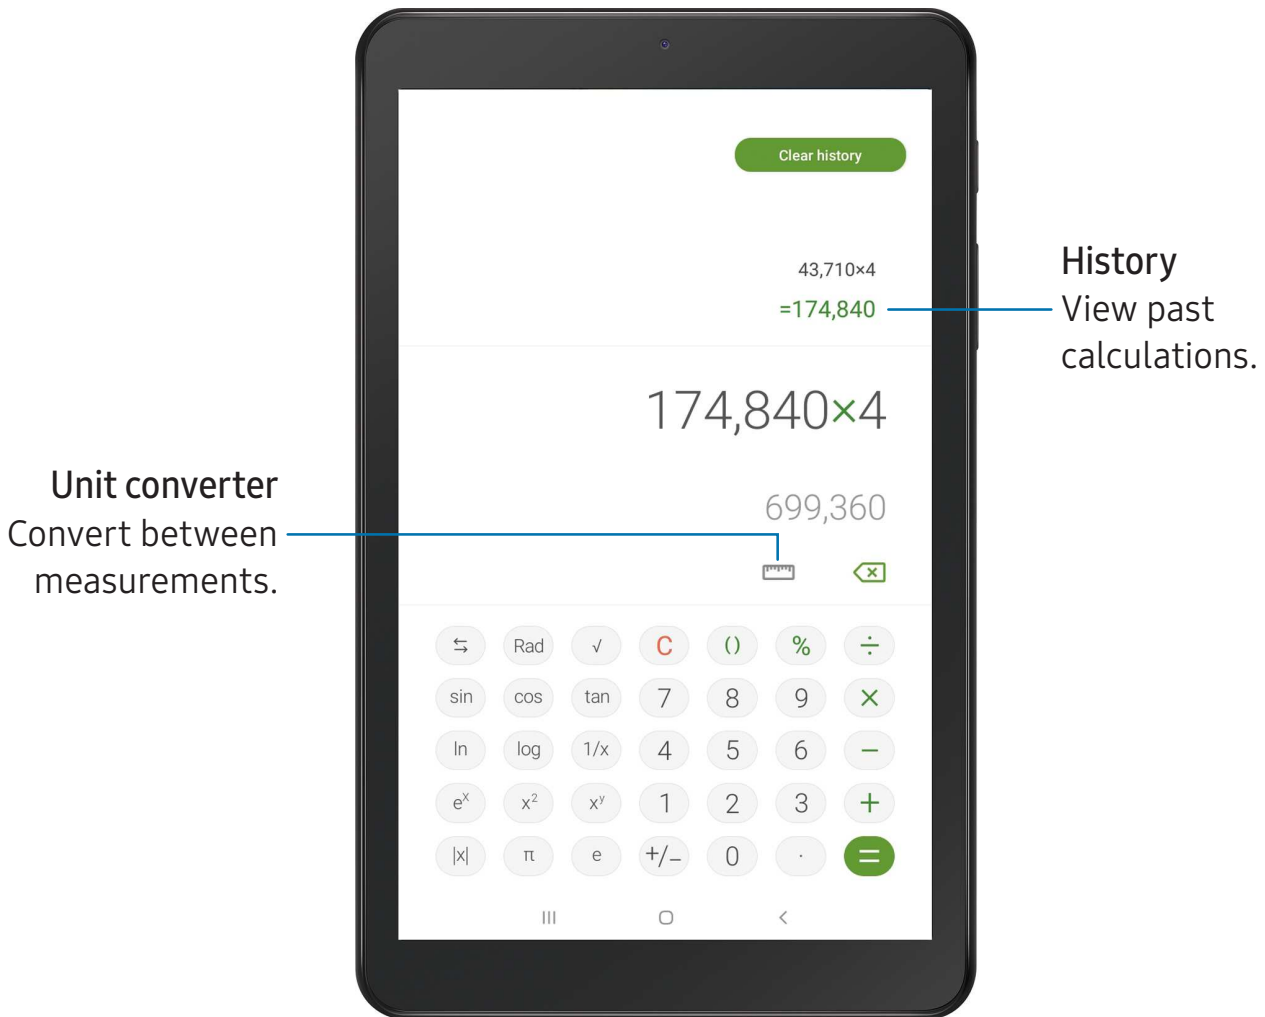 Clear history
43,710×4
=174,840
History
View past
calculations.
174,840×4
Unit converter
Convert between
measurements.
699,360
⇆ Rad √ C () % ÷
sin cos tan 7 8 9 ×
ln log 1/x 4 5 6 −
eˣ x² xʸ 1 2 3 +
|x| π e +/− 0 . =